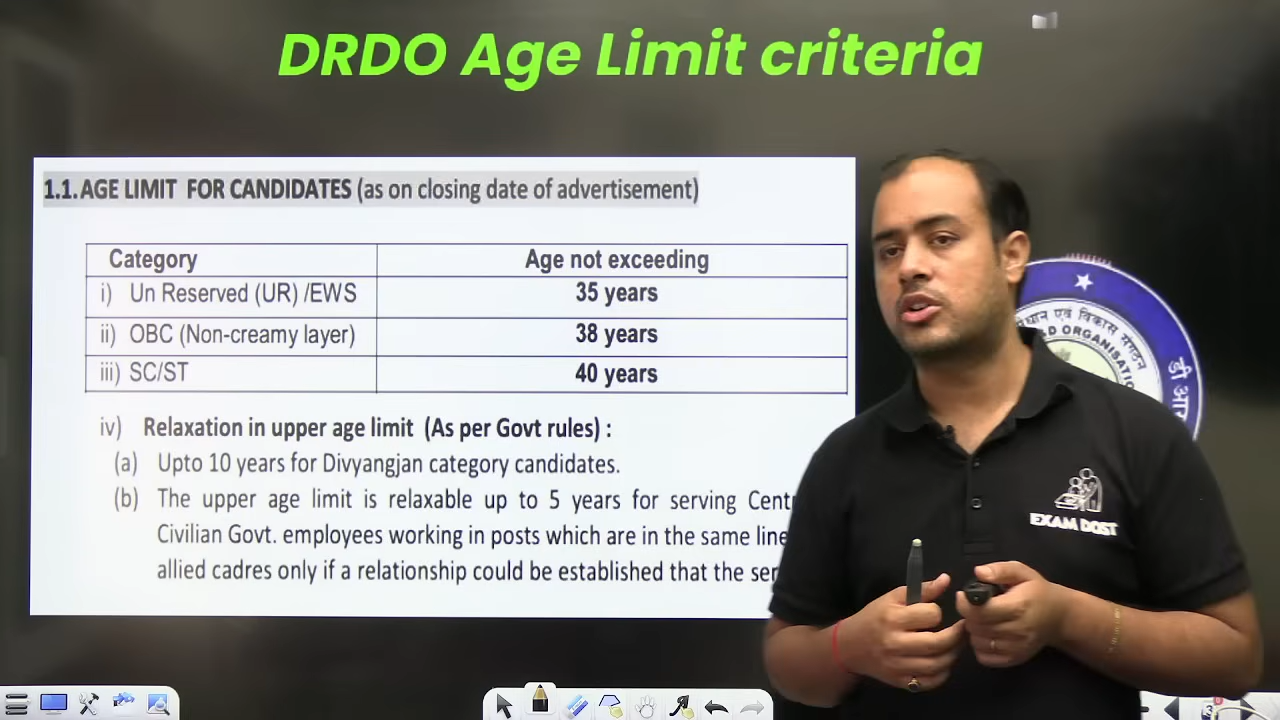 DRDO Age Limit criteria
1.1. AGE LIMIT FOR CANDIDATES (as on closing date of advertisement)
Category Age not exceeding
i) Un Reserved (UR) /EWS 35 years
ii) OBC (Non-creamy layer) 38 years
iii) SC/ST 40 years
iv) Relaxation in upper age limit (As per Govt rules) :
(a) Upto 10 years for Divyangjan category candidates.
(b) The upper age limit is relaxable up to 5 years for serving
Civilian Govt. employees working in posts which are in the same line
allied cadres only if a relationship could be established that the
एवं विकास संगठन
ORGANISATIO
डी आर
EXAM DOST